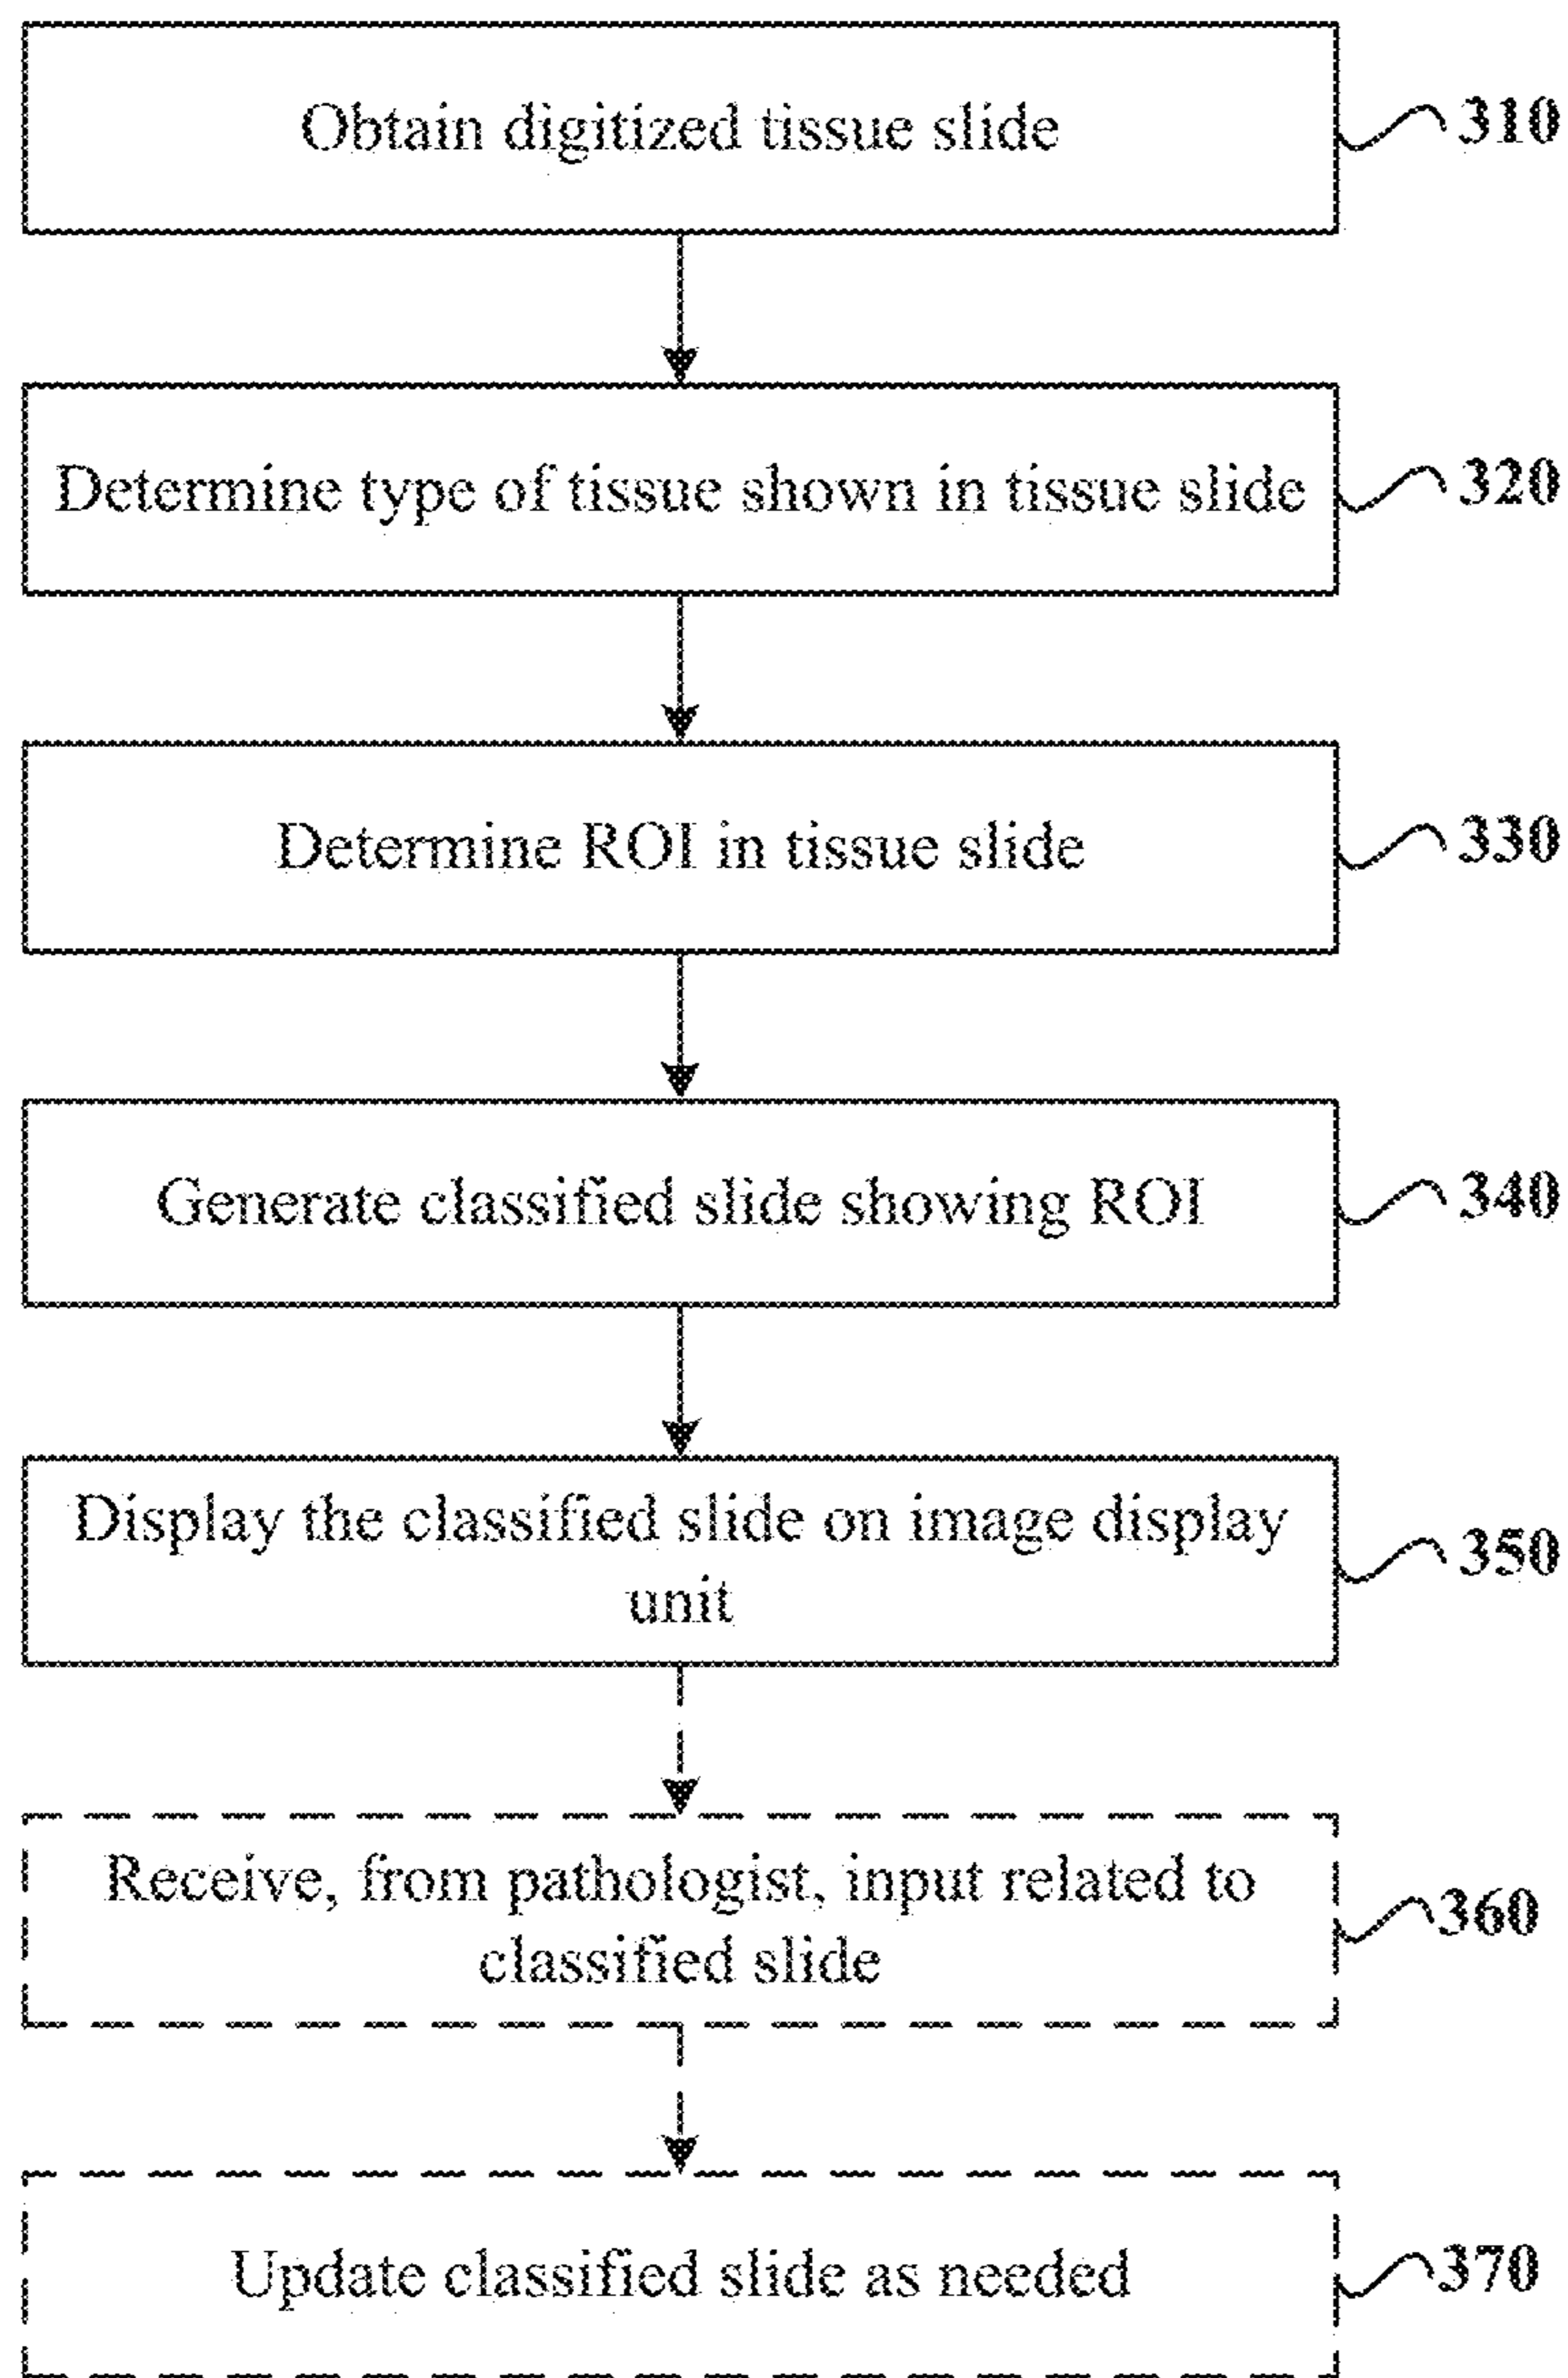 Obtain digitized tissue slide
310
Determine type of tissue shown in tissue slide
320
Determine ROI in tissue slide
330
Generate classified slide showing ROI
340
Display the classified slide on image display
unit
350
Receive, from pathologist, input related to
classified slide
360
Update classified slide as needed
370